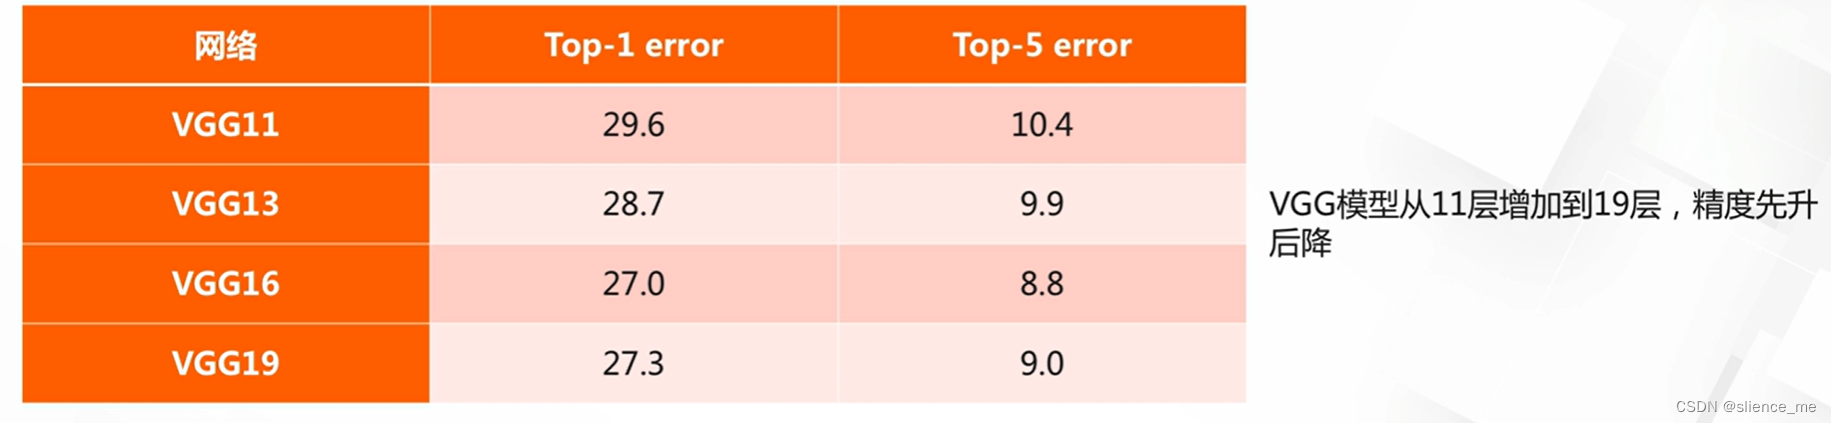 网络 Top-1 error Top-5 error
VGG11 29.6 10.4
VGG13 28.7 9.9
VGG16 27.0 8.8
VGG19 27.3 9.0
VGG模型从11层增加到19层，精度先升
后降
CSDN @slience_me